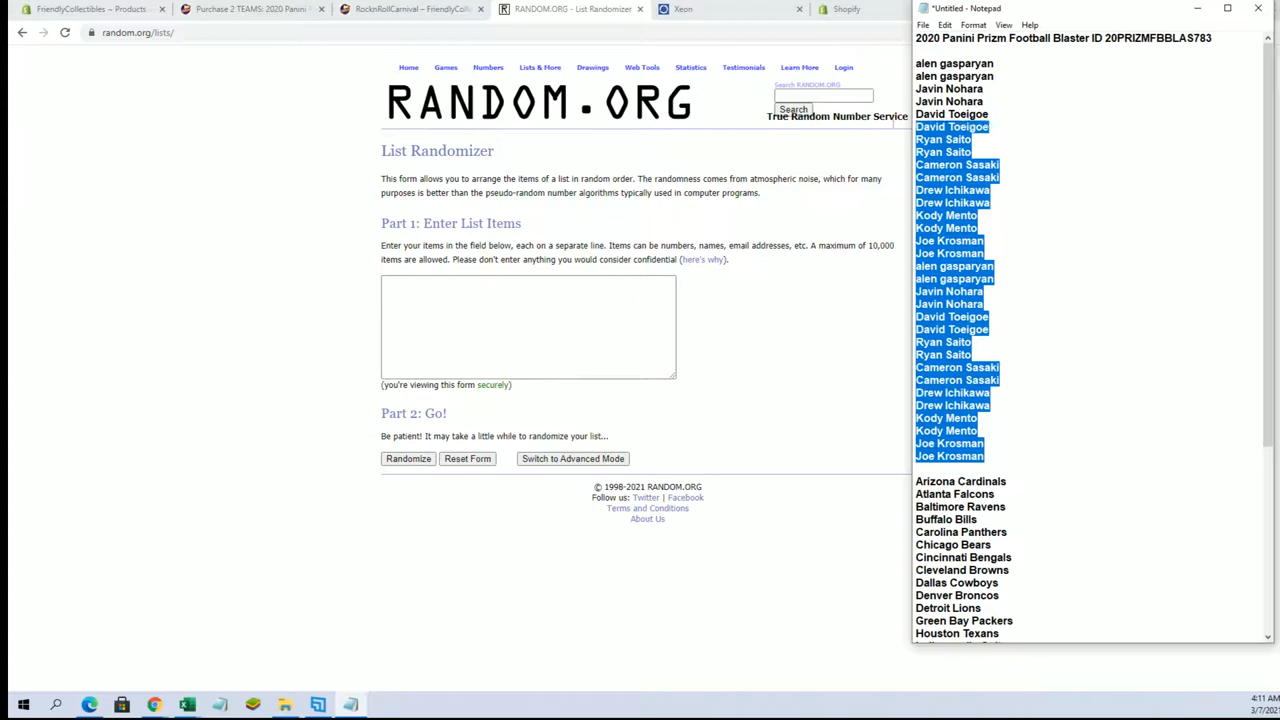 FriendlyCollectibles ~ Products
Purchase 2 TEAMS: 2020 Panini
RocknRollCarnival – FriendlyColl
RANDOM.ORG - List Randomizer
Xeon
Shopify
random.org/lists/
Home Games Numbers Lists & More Drawings Web Tools Statistics Testimonials Learn More Login
RANDOM.ORG
Search RANDOM.ORG
Search
True Random Number Service
List Randomizer
This form allows you to arrange the items of a list in random order. The randomness comes from atmospheric noise, which for many
purposes is better than the pseudo-random number algorithms typically used in computer programs.
Part 1: Enter List Items
Enter your items in the field below, each on a separate line. Items can be numbers, names, email addresses, etc. A maximum of 10,000
items are allowed. Please don't enter anything you would consider confidential (here's why).
(you're viewing this form securely)
Part 2: Go!
Be patient! It may take a little while to randomize your list...
Randomize Reset Form Switch to Advanced Mode
© 1998-2021 RANDOM.ORG
Follow us: Twitter | Facebook
Terms and Conditions
About Us
*Untitled - Notepad
File Edit Format View Help
2020 Panini Prizm Football Blaster ID 20PRIZMFBBLAS783
alen gasparyan
alen gasparyan
Javin Nohara
Javin Nohara
David Toeigoe
David Toeigoe
Ryan Saito
Ryan Saito
Cameron Sasaki
Cameron Sasaki
Drew Ichikawa
Drew Ichikawa
Kody Mento
Kody Mento
Joe Krosman
Joe Krosman
alen gasparyan
alen gasparyan
Javin Nohara
Javin Nohara
David Toeigoe
David Toeigoe
Ryan Saito
Ryan Saito
Cameron Sasaki
Cameron Sasaki
Drew Ichikawa
Drew Ichikawa
Kody Mento
Kody Mento
Joe Krosman
Joe Krosman
Arizona Cardinals
Atlanta Falcons
Baltimore Ravens
Buffalo Bills
Carolina Panthers
Chicago Bears
Cincinnati Bengals
Cleveland Browns
Dallas Cowboys
Denver Broncos
Detroit Lions
Green Bay Packers
Houston Texans
4:11 AM
3/7/2021